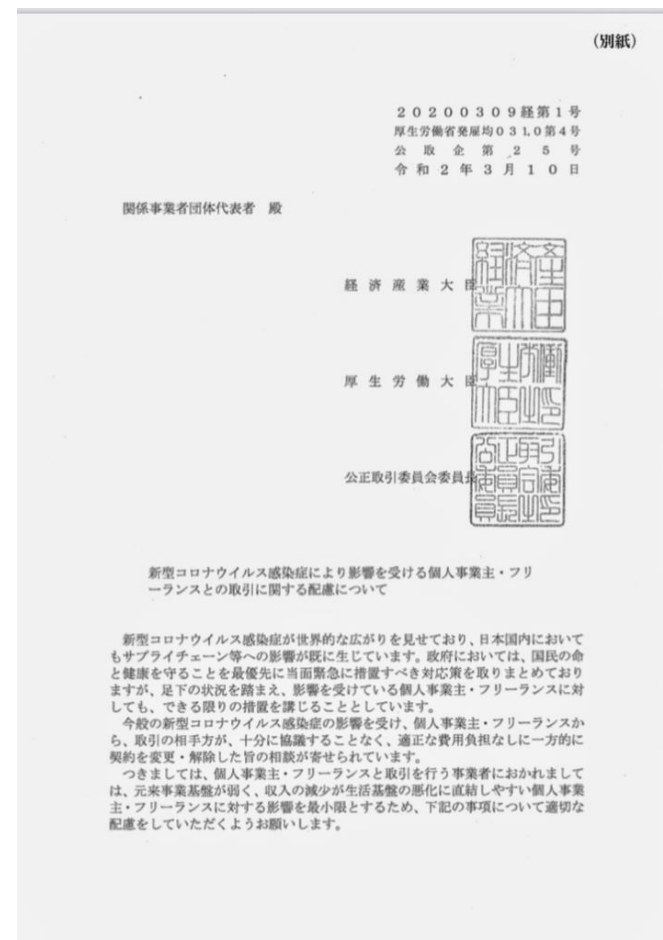 (別紙)
20200309経第1号
厚生労働省発雇均0310第4号
公取企第25号
令和2年3月10日
関係事業者団体代表者 殿
経済産業大臣
厚生労働大臣
公正取引委員会委員長
新型コロナウイルス感染症により影響を受ける個人事業主・フリ
ーランスとの取引に関する配慮について
新型コロナウイルス感染症が世界的な広がりを見せており、日本国内において
もサプライチェーン等への影響が既に生じています。政府においては、国民の命
と健康を守ることを最優先に当面緊急に措置すべき対応策を取りまとめており
ますが、足下の状況を踏まえ、影響を受けている個人事業主・フリーランスに対
しても、できる限りの措置を講じることとしています。
今般の新型コロナウイルス感染症の影響を受け、個人事業主・フリーランスか
ら、取引の相手方が、十分に協議することなく、適正な費用負担なしに一方的に
契約を変更・解除した旨の相談が寄せられています。
つきましては、個人事業主・フリーランスと取引を行う事業者におかれまして
は、元来事業基盤が弱く、収入の減少が生活基盤の悪化に直結しやすい個人事業
主・フリーランスに対する影響を最小限とするため、下記の事項について適切な
配慮をしていただくようお願いします。